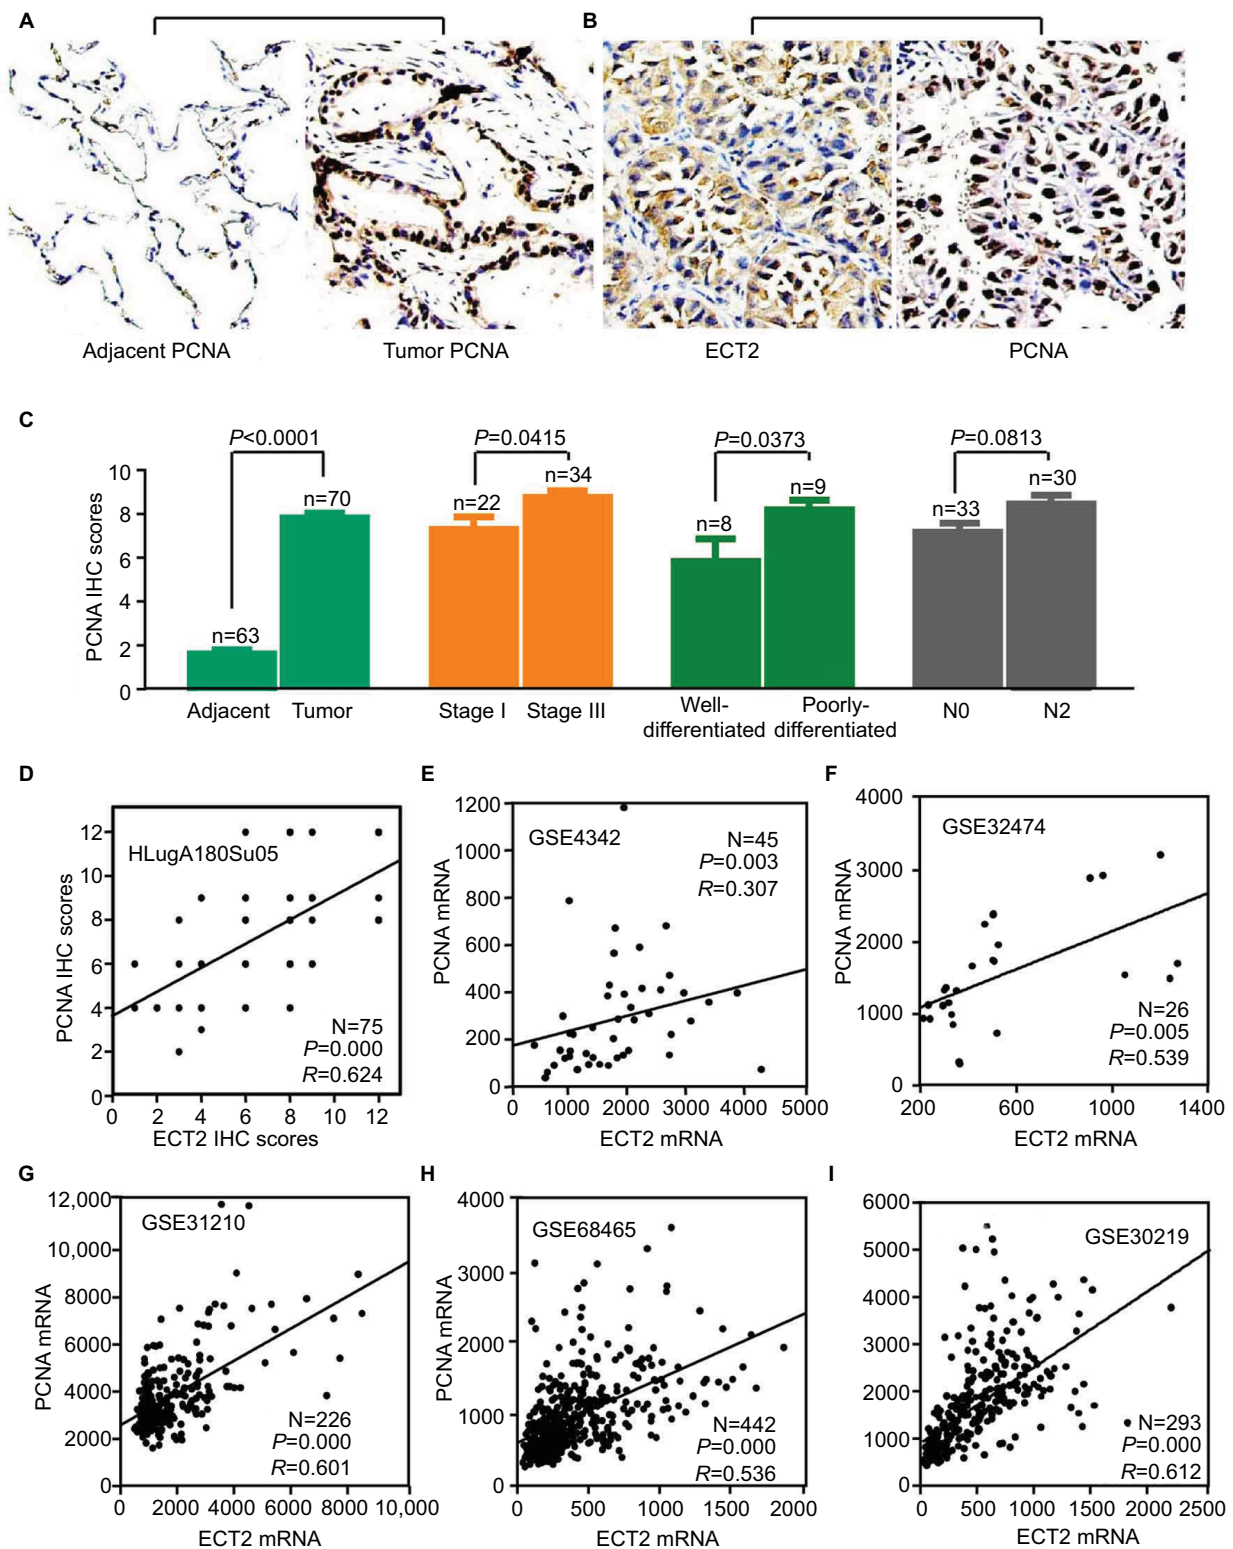 A
B
Adjacent PCNA
Tumor PCNA
ECT2
PCNA
C
PCNA IHC scores
10
8
6
4
2
0
P<0.0001
n=63
n=70
P=0.0415
n=22
n=34
P=0.0373
n=8
n=9
P=0.0813
n=33
n=30
Adjacent
Tumor
Stage I
Stage III
Well-
differentiated
Poorly-
differentiated
N0
N2
D
PCNA IHC scores
12
10
8
6
4
2
0
HLugA180Su05
N=75
P=0.000
R=0.624
0
2
4
6
8
10
12
ECT2 IHC scores
E
PCNA mRNA
1200
1000
800
600
400
200
0
GSE4342
N=45
P=0.003
R=0.307
0
1000
2000
3000
4000
5000
ECT2 mRNA
F
PCNA mRNA
4000
3000
2000
1000
0
GSE32474
N=26
P=0.005
R=0.539
200
600
1000
1400
ECT2 mRNA
G
PCNA mRNA
12,000
10,000
8000
6000
4000
2000
0
GSE31210
N=226
P=0.000
R=0.601
0
2000
4000
6000
8000
10,000
ECT2 mRNA
H
PCNA mRNA
4000
3000
2000
1000
0
GSE68465
N=442
P=0.000
R=0.536
0
500
1000
1500
2000
ECT2 mRNA
I
PCNA mRNA
6000
5000
4000
3000
2000
1000
0
GSE30219
N=293
P=0.000
R=0.612
0
500
1000
1500
2000
2500
ECT2 mRNA